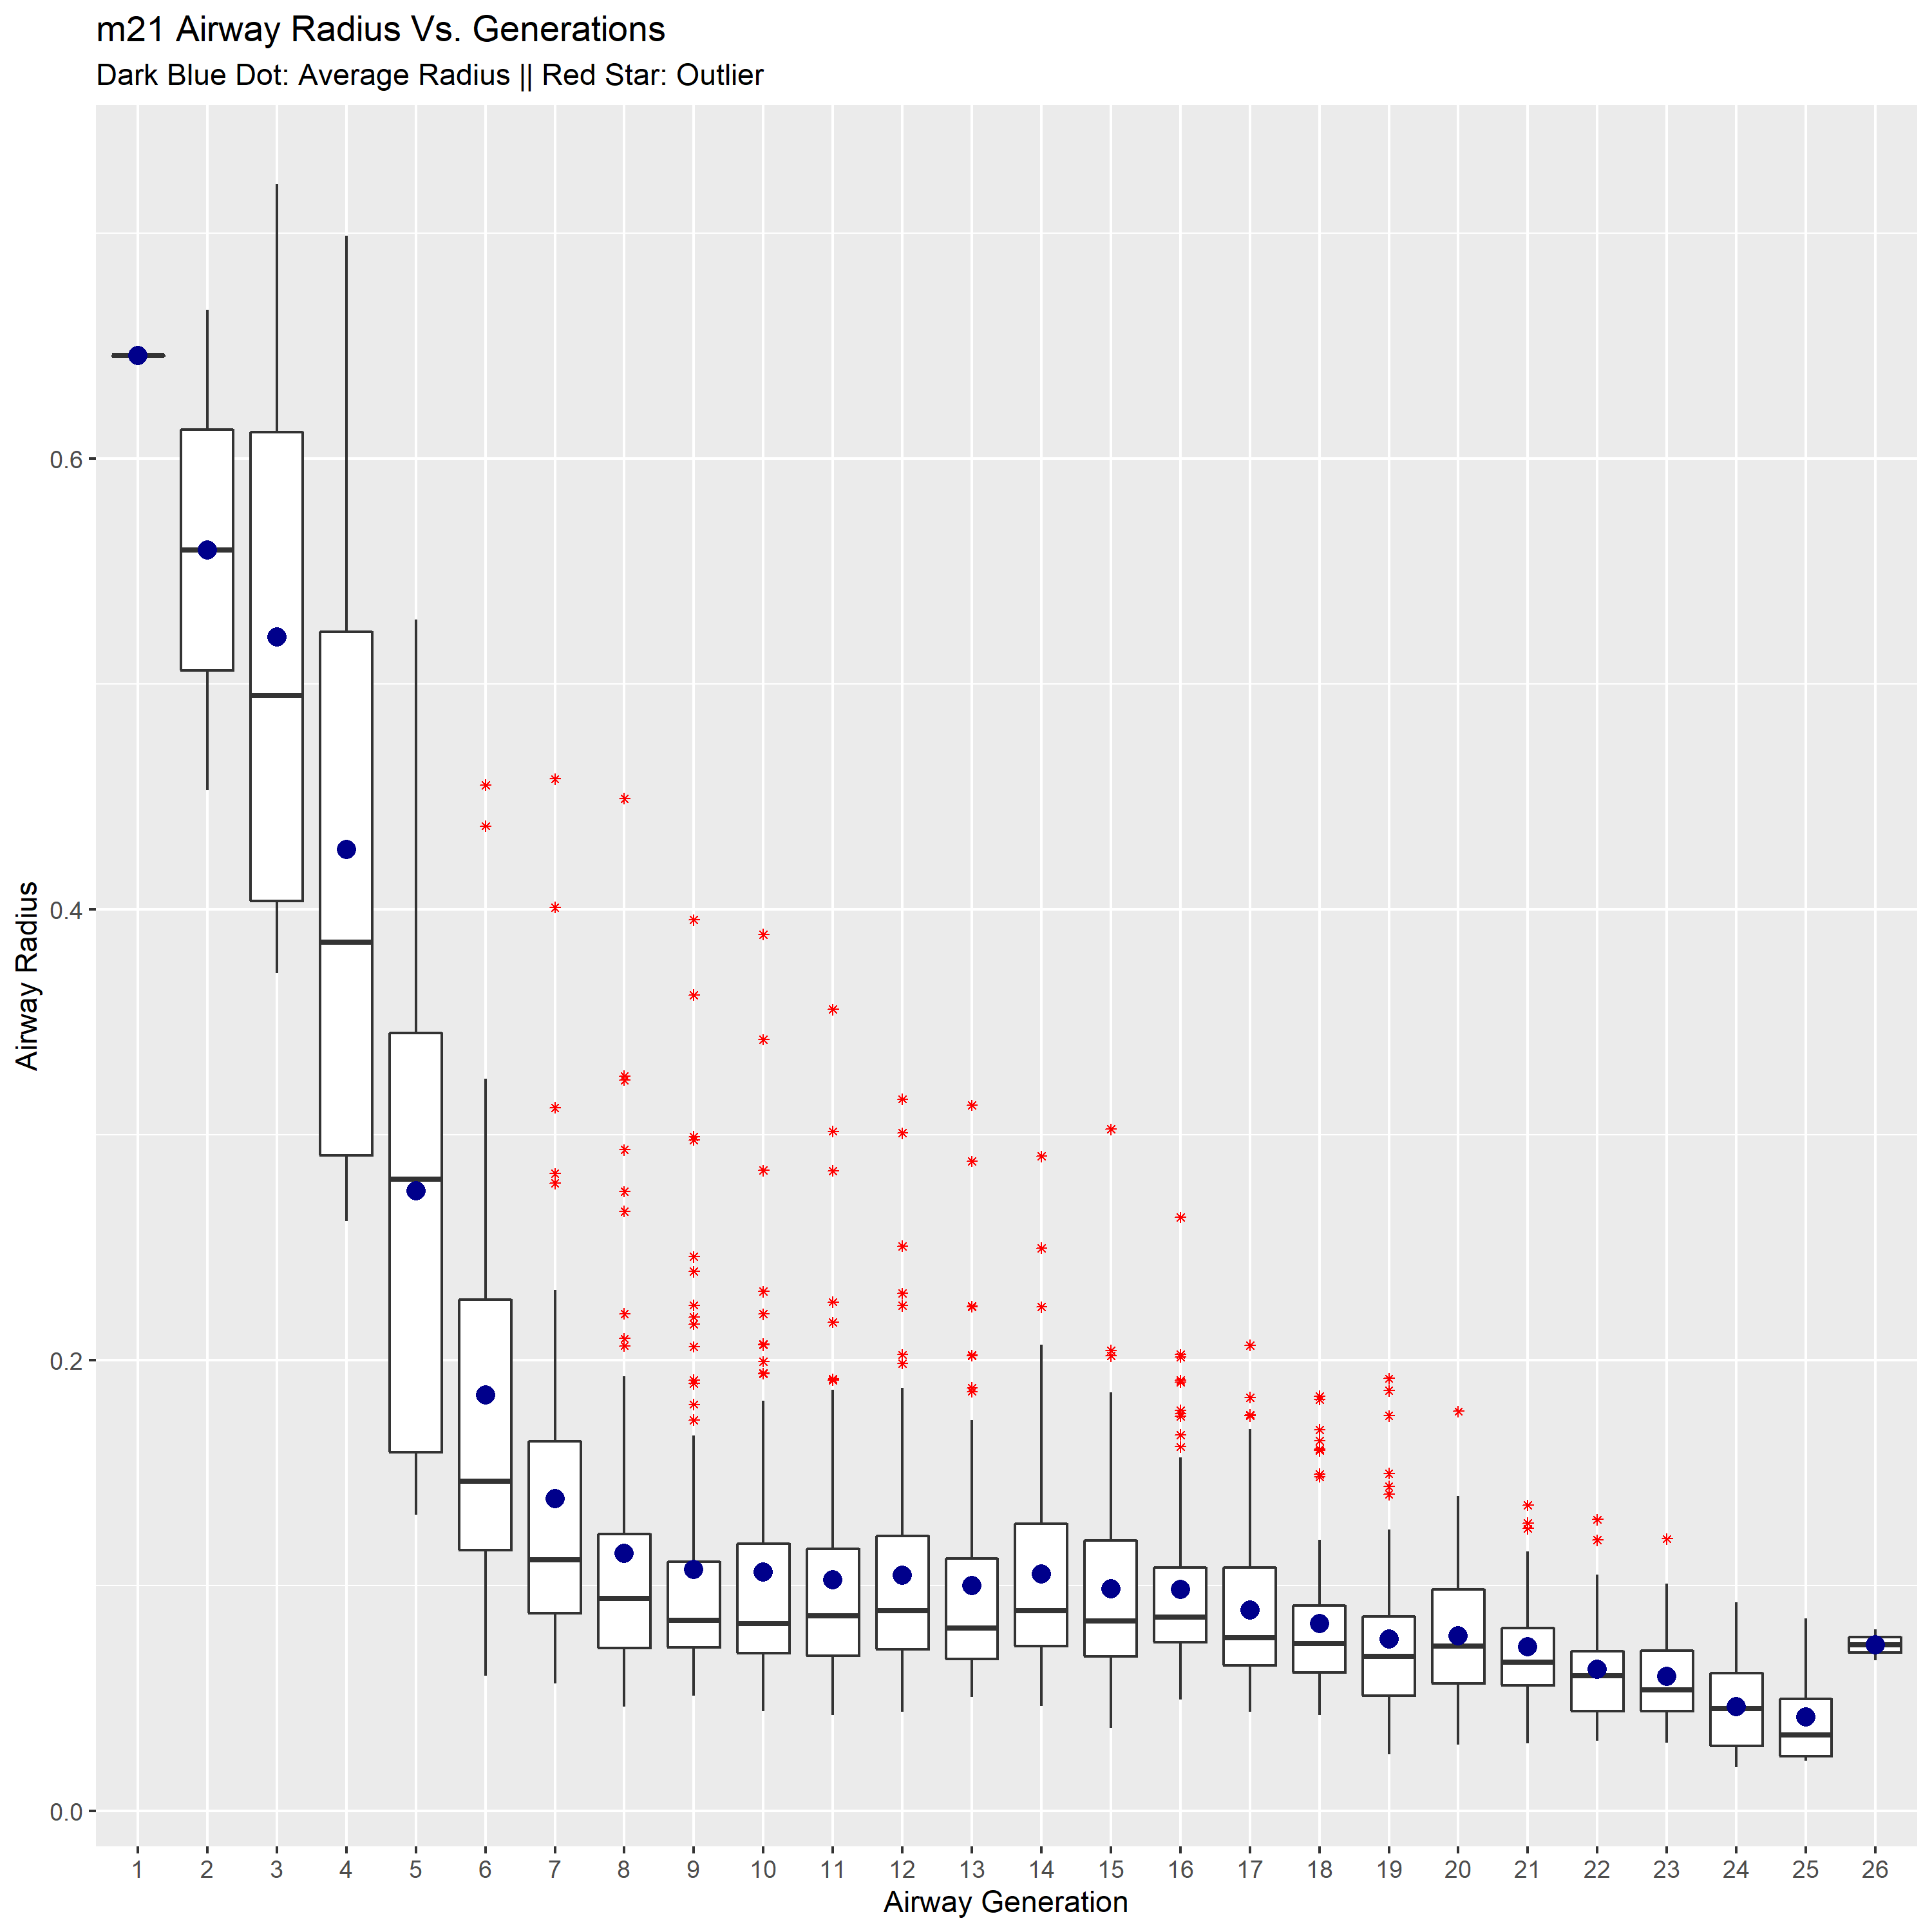 m21 Airway Radius Vs. Generations
Dark Blue Dot: Average Radius || Red Star: Outlier
Airway Radius
0.6
0.4
0.2
0.0
1 2 3 4 5 6 7 8 9 10 11 12 13 14 15 16 17 18 19 20 21 22 23 24 25 26
Airway Generation